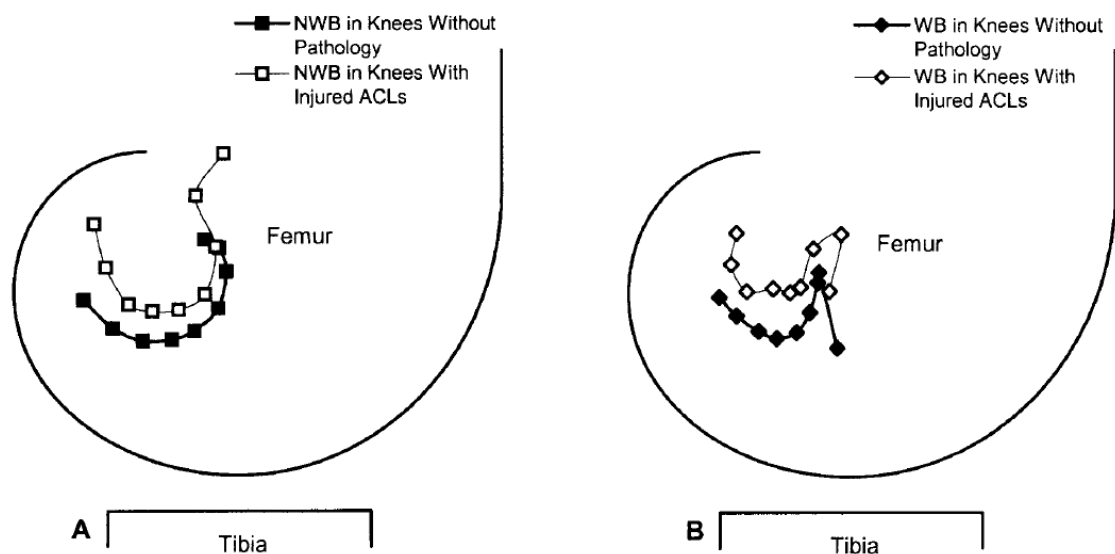 NWB in Knees Without
Pathology
NWB in Knees With
Injured ACLs
Femur
A
Tibia
WB in Knees Without
Pathology
WB in Knees With
Injured ACLs
Femur
B
Tibia